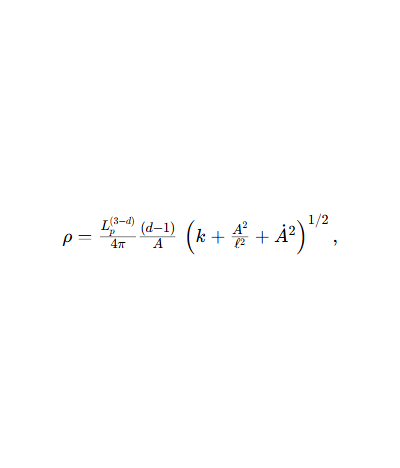 ρ = \frac{L_p^{(3-d)}}{4π} \frac{(d-1)}{A} \left( k + \frac{A^2}{ℓ^2} + \dot{A}^2 \right)^{1/2} ,